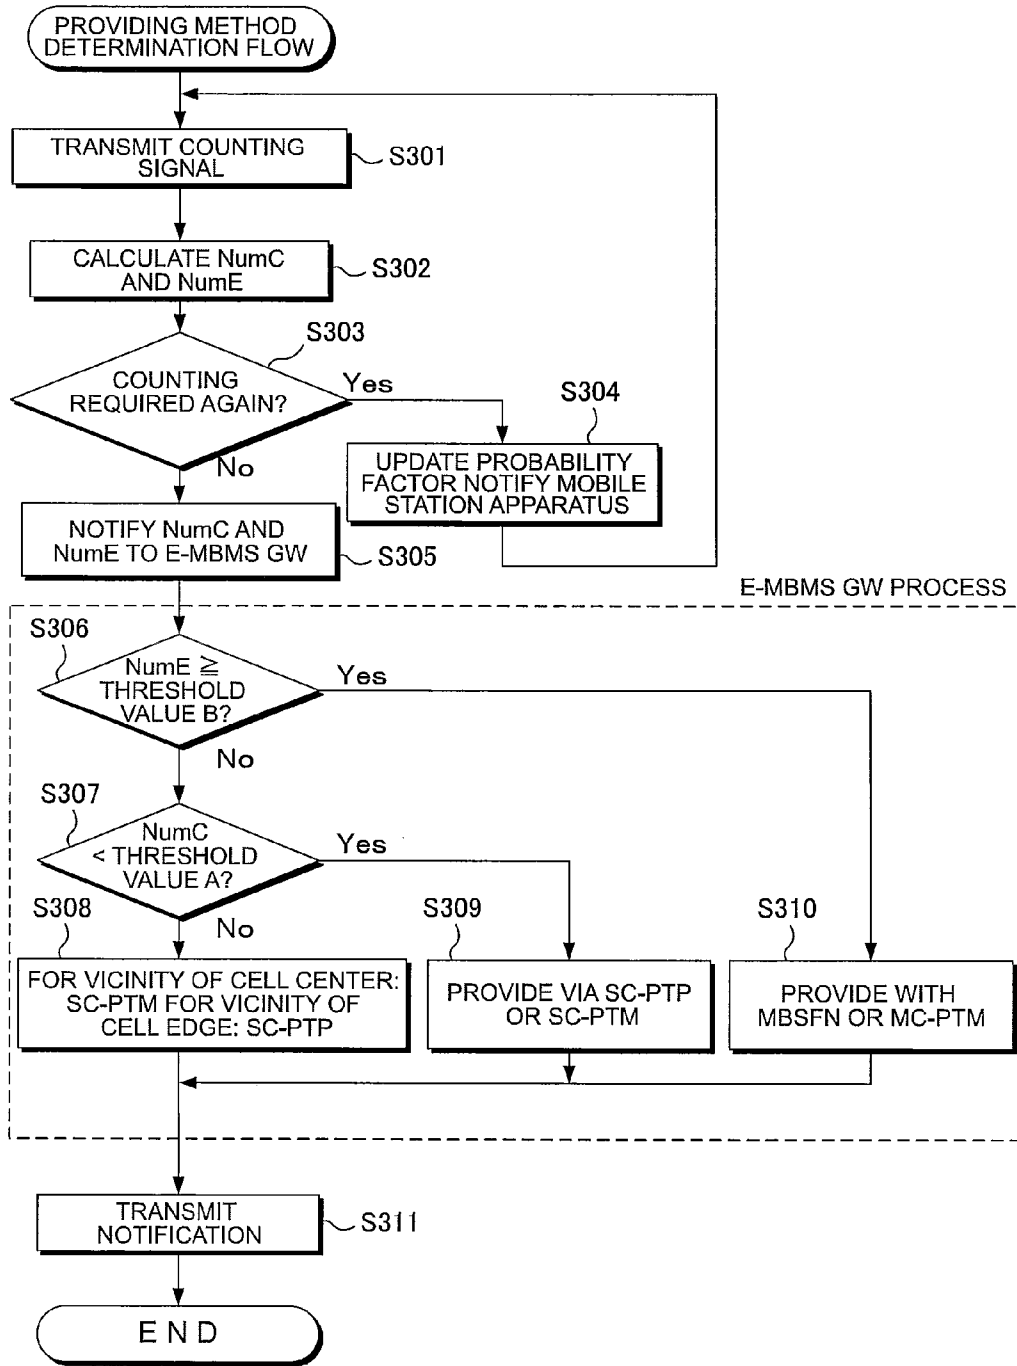 PROVIDING METHOD
DETERMINATION FLOW
TRANSMIT COUNTING
SIGNAL
S301
CALCULATE NumC
AND NumE
S302
S303
COUNTING
REQUIRED AGAIN?
Yes
No
S304
UPDATE PROBABILITY
FACTOR NOTIFY MOBILE
STATION APPARATUS
NOTIFY NumC AND
NumE TO E-MBMS GW
S305
E-MBMS GW PROCESS
S306
NumE ≧
THRESHOLD
VALUE B?
Yes
No
S307
NumC
< THRESHOLD
VALUE A?
Yes
No
S308
FOR VICINITY OF CELL CENTER:
SC-PTM FOR VICINITY OF
CELL EDGE: SC-PTP
S309
PROVIDE VIA SC-PTP
OR SC-PTM
S310
PROVIDE WITH
MBSFN OR MC-PTM
TRANSMIT
NOTIFICATION
S311
END